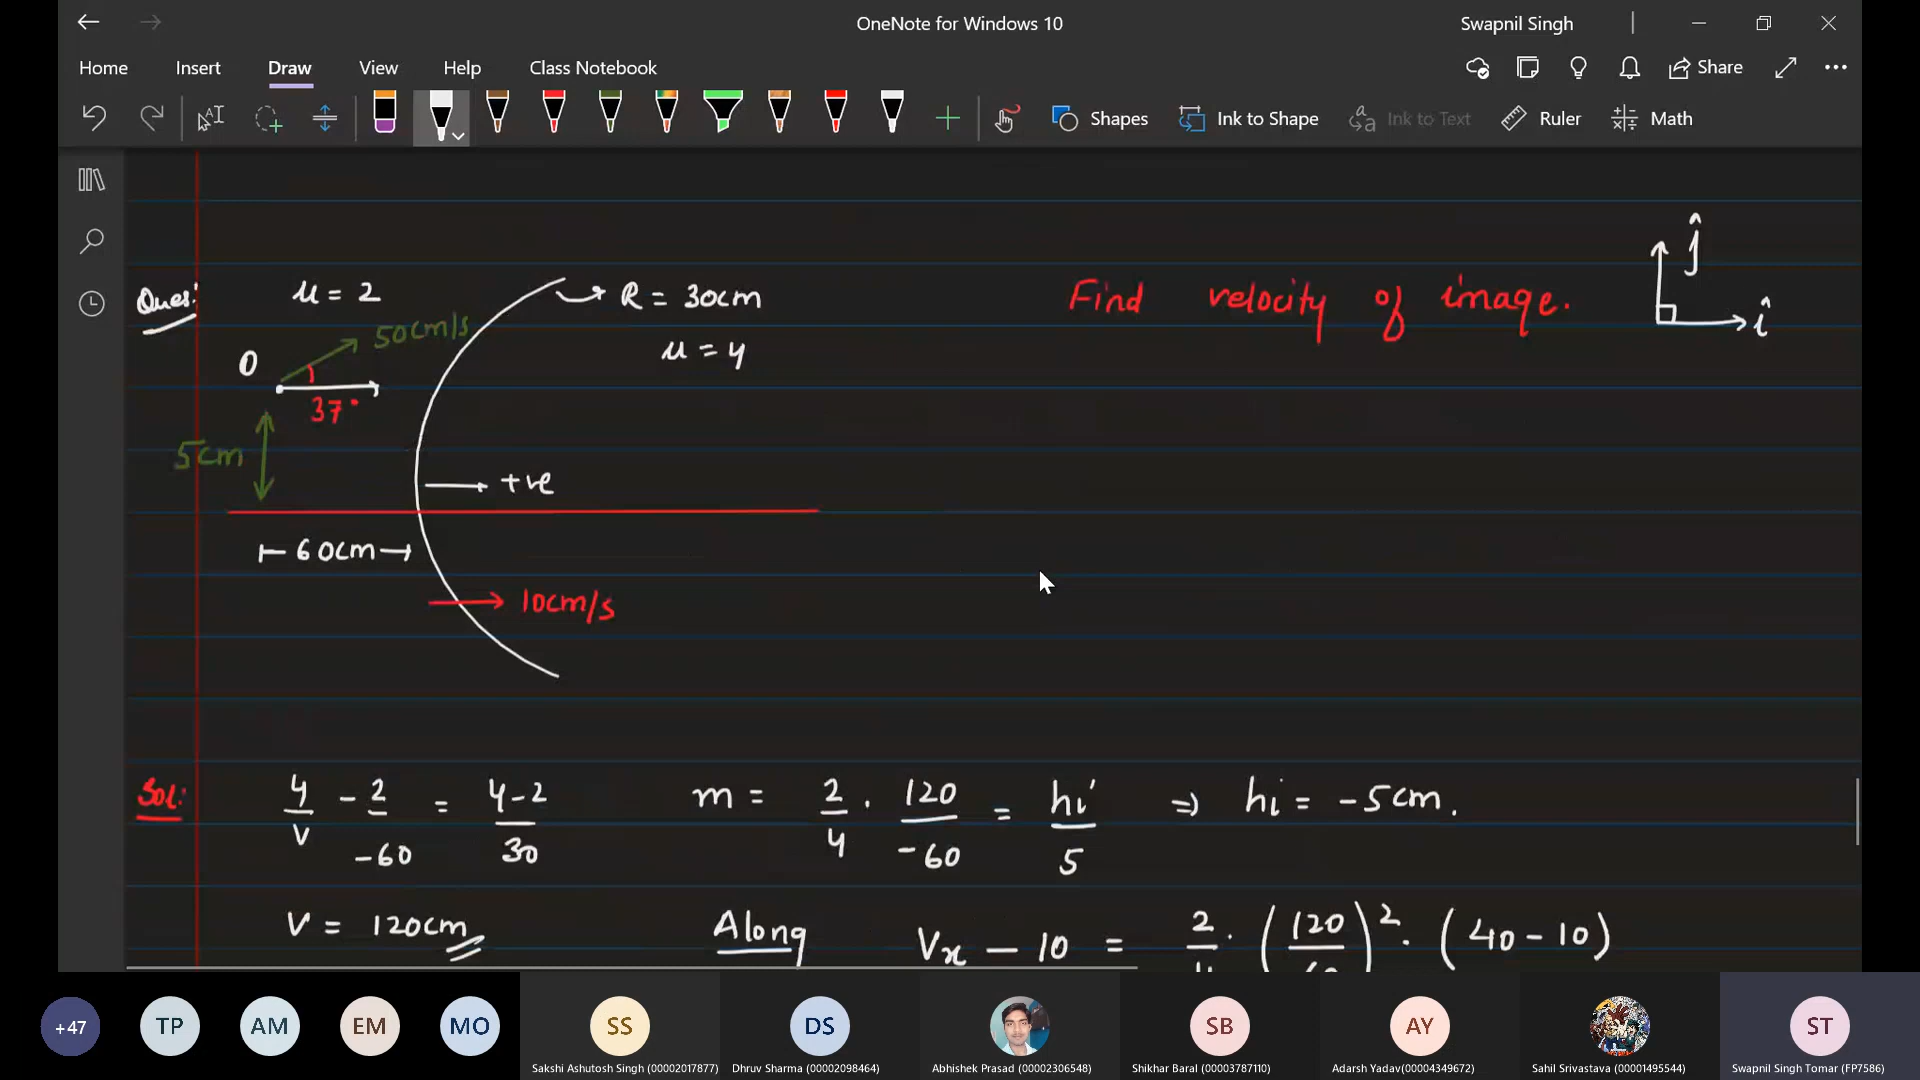 OneNote for Windows 10
Swapnil Singh
Home Insert Draw View Help Class Notebook
Share
Shapes Ink to Shape Ink to Text Ruler Math
Ques:
μ = 2
R = 30cm
Find velocity of image.
ĵ
î
50cm/s
μ = 4
O
37°
5cm
+ve
60cm
10cm/s
Sol:
4/v - 2/-60 = 4-2/30
m = 2/4 . 120/-60 = hi'/5 ⇒ hi = -5cm.
v = 120cm
Along
Vx - 10 = 2/4 . (120/60)² . (40 - 10)
+47 TP AM EM MO SS DS SB AY ST
Sakshi Ashutosh Singh (00002017877)
Dhruv Sharma (00002098464)
Abhishek Prasad (00002306548)
Shikhar Baral (00003787110)
Adarsh Yadav(00004349672)
Sahil Srivastava (00001495544)
Swapnil Singh Tomar (FP7586)